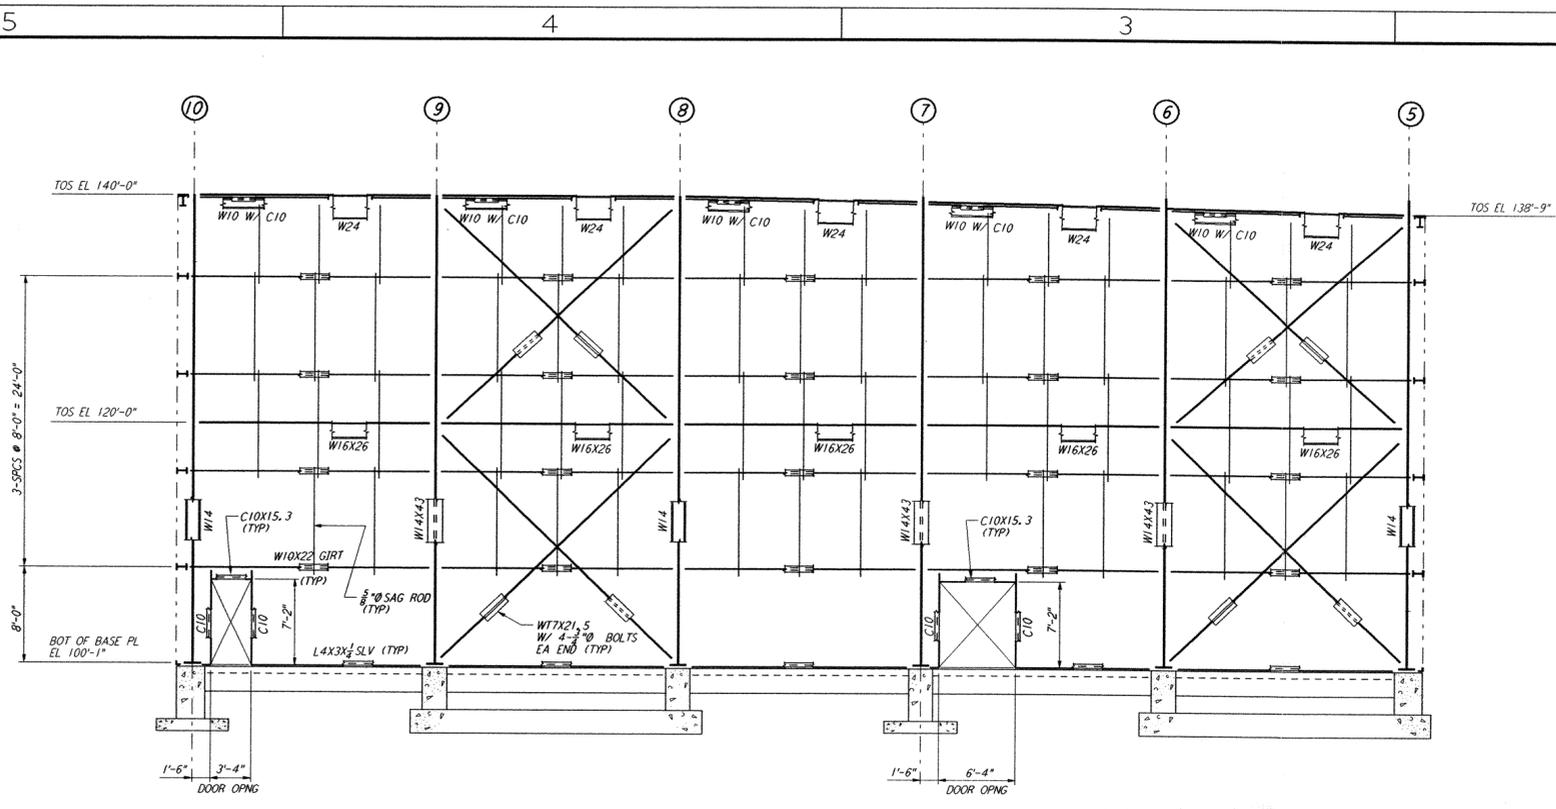 5 4 3
10 9 8 7 6 5
TOS EL 140'-0"
TOS EL 138'-9"
W10 W/ C10
W24
W10 W/ C10
W24
W10 W/ C10
W24
W10 W/ C10
W24
W10 W/ C10
W24
3-SPCS @ 8'-0" = 24'-0"
TOS EL 120'-0"
W16X26
W16X26
W16X26
W16X26
W16X26
W14
W14X43
W14
W14X43
W14X43
W14
C10X15.3
(TYP)
C10X15.3
(TYP)
W10X22 GIRT
(TYP)
5/8"Ø SAG ROD
(TYP)
8'-0"
C10
C10
7'-2"
WT7X21.5
W/ 4-3/4"Ø BOLTS
EA END (TYP)
C10
C10
7'-2"
BOT OF BASE PL
EL 100'-1"
L4X3X1/4 SLV (TYP)
1'-6" 3'-4"
DOOR OPNG
1'-6" 6'-4"
DOOR OPNG